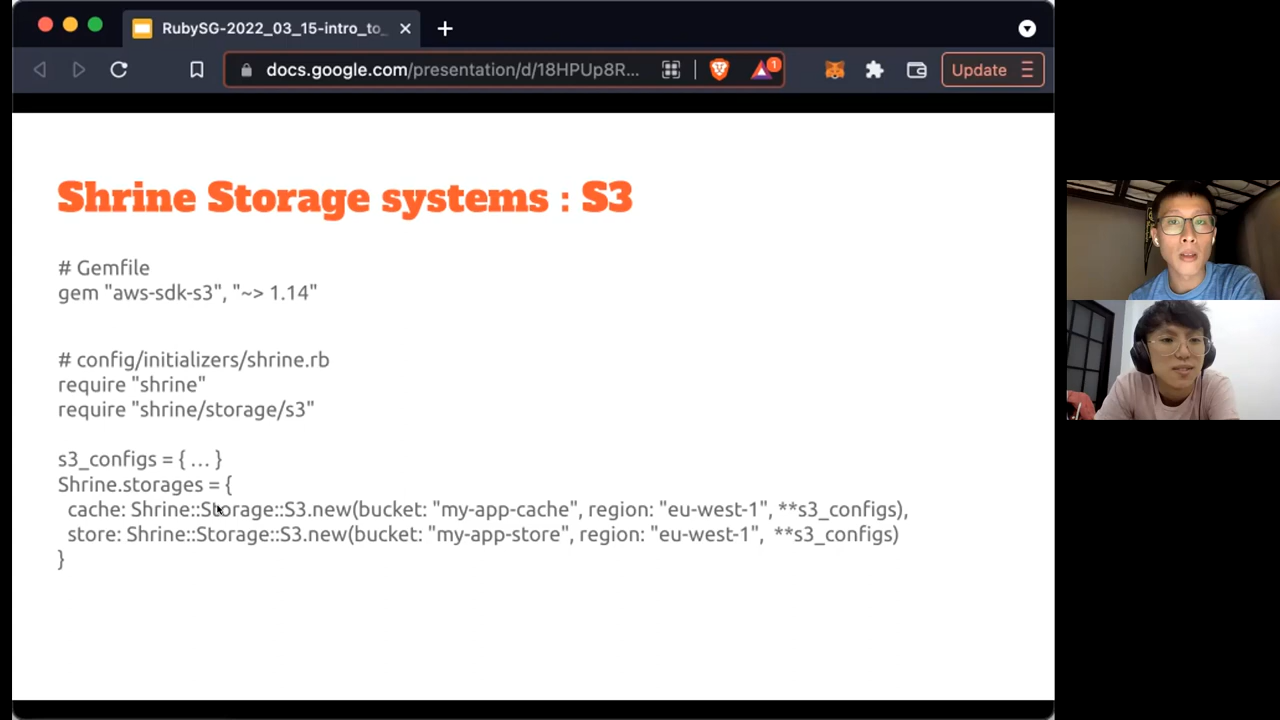 RubySG-2022_03_15-intro_to_
docs.google.com/presentation/d/18HPUp8R...
1
Update
Shrine Storage systems : S3
# Gemfile
gem "aws-sdk-s3", "~> 1.14"
# config/initializers/shrine.rb
require "shrine"
require "shrine/storage/s3"
s3_configs = { … }
Shrine.storages = {
cache: Shrine::Storage::S3.new(bucket: "my-app-cache", region: "eu-west-1", **s3_configs),
store: Shrine::Storage::S3.new(bucket: "my-app-store", region: "eu-west-1", **s3_configs)
}